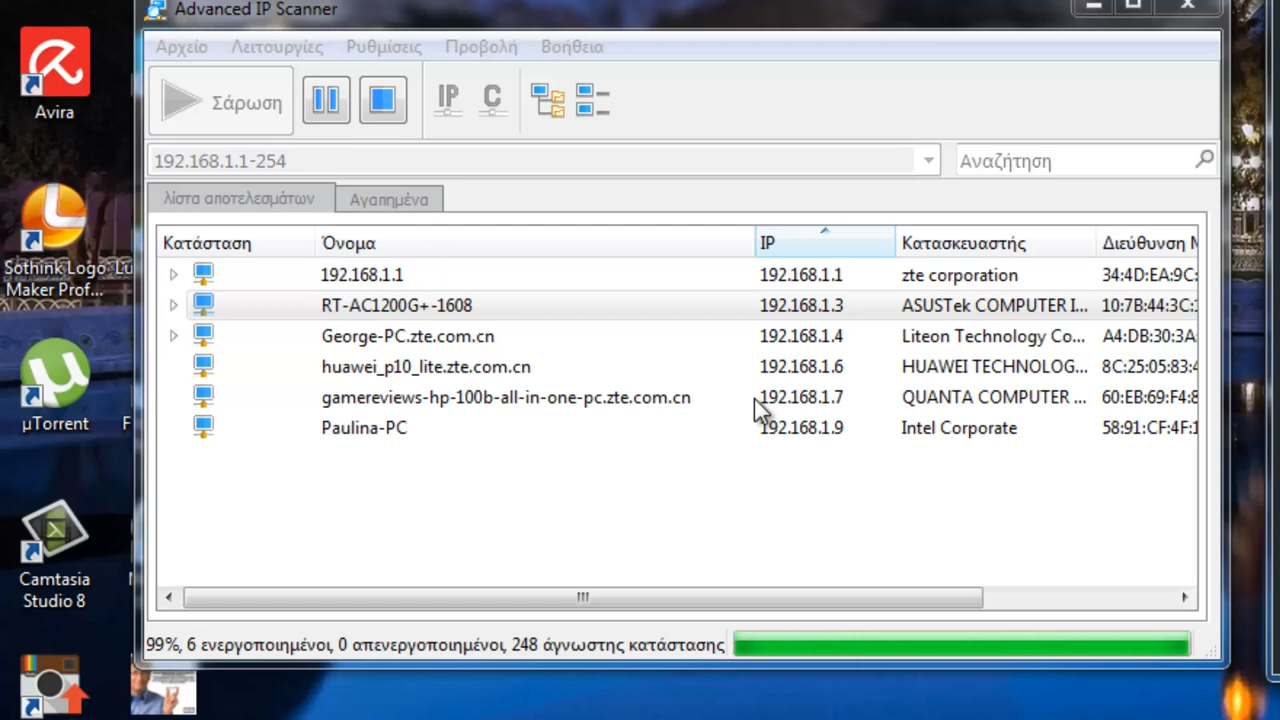 Advanced IP Scanner
Αρχείο Λειτουργίες Ρυθμίσεις Προβολή Βοήθεια
Σάρωση
IP C
192.168.1.1-254
Αναζήτηση
λίστα αποτελεσμάτων Αγαπημένα
Κατάσταση Όνομα IP Κατασκευαστής Διεύθυνση
192.168.1.1 192.168.1.1 zte corporation 34:4D:EA:9C:
RT-AC1200G+-1608 192.168.1.3 ASUSTek COMPUTER I... 10:7B:44:3C:
George-PC.zte.com.cn 192.168.1.4 Liteon Technology Co... A4:DB:30:3A:
huawei_p10_lite.zte.com.cn 192.168.1.6 HUAWEI TECHNOLOG... 8C:25:05:83:
gamereviews-hp-100b-all-in-one-pc.zte.com.cn 192.168.1.7 QUANTA COMPUTER ... 60:EB:69:F4:
Paulina-PC 192.168.1.9 Intel Corporate 58:91:CF:4F:
99%, 6 ενεργοποιημένοι, 0 απενεργοποιημένοι, 248 άγνωστης κατάστασης
Avira
Sothink Logo
Maker Prof...
Lu
µTorrent
F
Camtasia
Studio 8